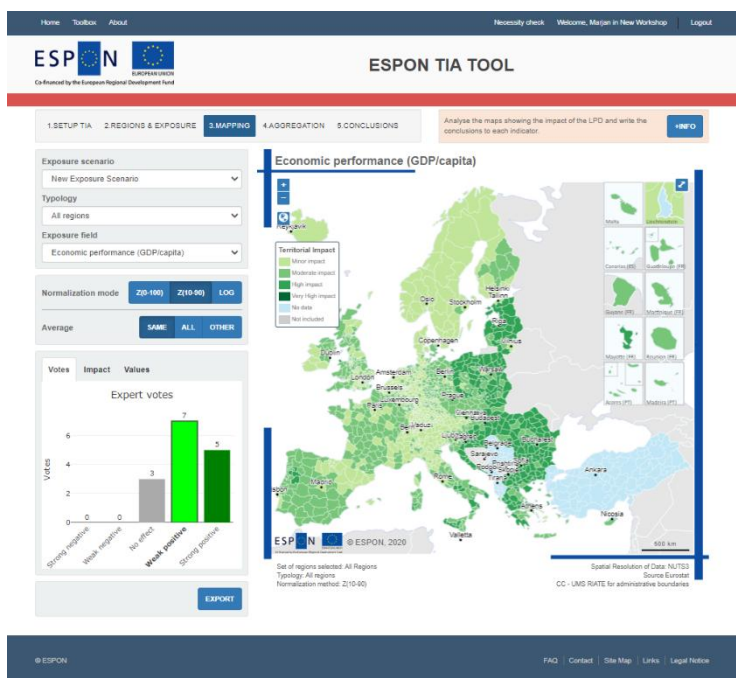 Home Toolbox About
Necessity check Welcome, Marjan in New Workshop Logout
ESPON
EUROPEAN UNION
Co-financed by the European Regional Development Fund
ESPON TIA TOOL
1.SETUP TIA 2.REGIONS & EXPOSURE 3.MAPPING 4.AGGREGATION 5.CONCLUSIONS
Analyse the maps showing the impact of the LPD and write the
conclusions to each indicator.
+INFO
Exposure scenario
New Exposure Scenario
Typology
All regions
Exposure field
Economic performance (GDP/capita)
Normalization mode Z(0-100) Z(10-90) LOG
Average SAME ALL OTHER
Votes Impact Values
Expert votes
Votes
6
4
2
0
0
0
3
7
5
Strong negative
Weak negative
No effect
Weak positive
Strong positive
EXPORT
Economic performance (GDP/capita)
+
−
Territorial Impact
Minor impact
Moderate impact
High impact
Very High impact
No data
Not included
Reykjavik
Oslo
Stockholm
Helsinki
Tallinn
Riga
Vilnius
Copenhagen
Dublin
London
Amsterdam
Berlin
Warsaw
Brussels
Luxembourg
Paris
Prague
Vaduz
Budapest
Belgrade
Bucharest
Sarajevo
Tirana
Rome
Madrid
Ankara
Athens
Nicosia
Valletta
Malta
Liechtenstein
Canarias (ES)
Guadeloupe (FR)
Guyane (FR)
Martinique (FR)
Mayotte (FR)
Reunion (FR)
Acores (PT)
Madeira (PT)
ESPON © ESPON, 2020
500 km
Set of regions selected: All Regions
Typology: All regions
Normalization method: Z(10-90)
Spatial Resolution of Data: NUTS3
Source Eurostat
CC - UMS RIATE for administrative boundaries
© ESPON
FAQ | Contact | Site Map | Links | Legal Notice